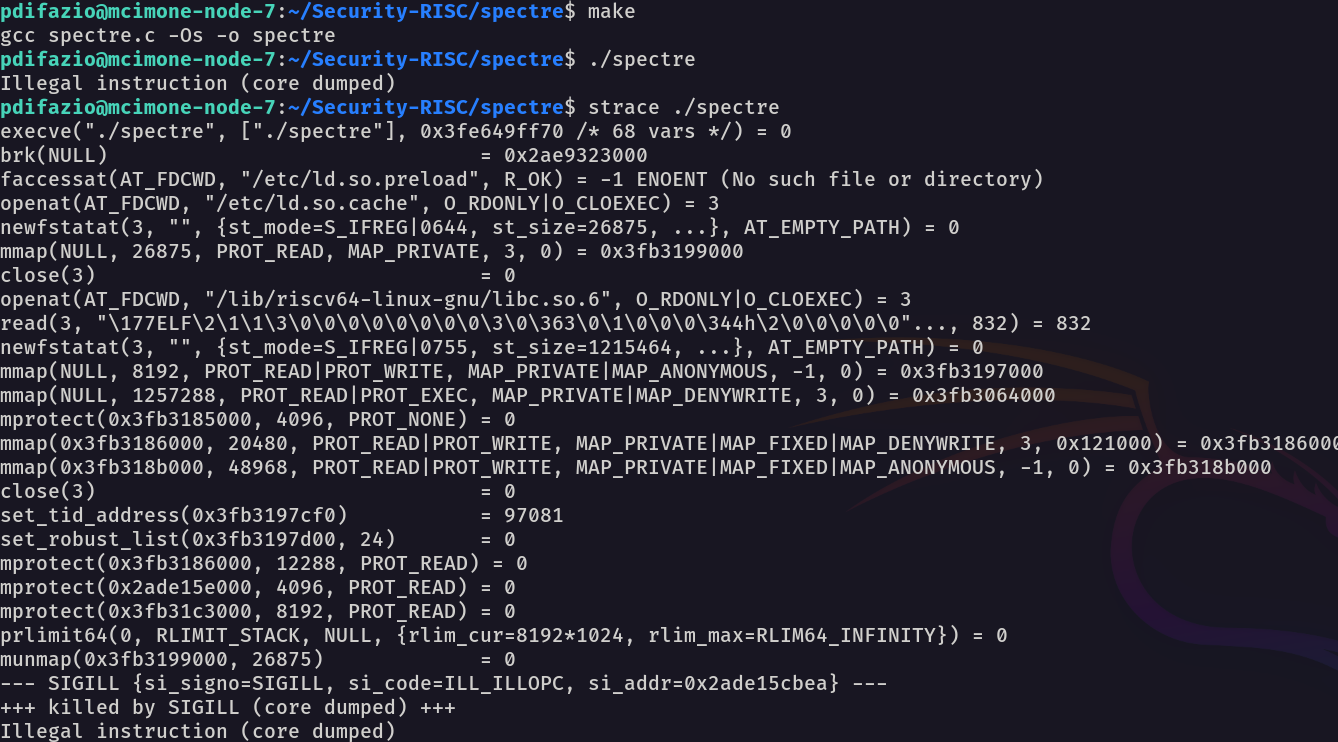 pdifazio@mcimone-node-7:~/Security-RISC/spectre$ make
gcc spectre.c -Os -o spectre
pdifazio@mcimone-node-7:~/Security-RISC/spectre$ ./spectre
Illegal instruction (core dumped)
pdifazio@mcimone-node-7:~/Security-RISC/spectre$ strace ./spectre
execve("./spectre", ["./spectre"], 0x3fe649ff70 /* 68 vars */) = 0
brk(NULL)                               = 0x2ae9323000
faccessat(AT_FDCWD, "/etc/ld.so.preload", R_OK) = -1 ENOENT (No such file or directory)
openat(AT_FDCWD, "/etc/ld.so.cache", O_RDONLY|O_CLOEXEC) = 3
newfstatat(3, "", {st_mode=S_IFREG|0644, st_size=26875, ...}, AT_EMPTY_PATH) = 0
mmap(NULL, 26875, PROT_READ, MAP_PRIVATE, 3, 0) = 0x3fb3199000
close(3)                                = 0
openat(AT_FDCWD, "/lib/riscv64-linux-gnu/libc.so.6", O_RDONLY|O_CLOEXEC) = 3
read(3, "\177ELF\2\1\1\3\0\0\0\0\0\0\0\0\3\0\363\0\1\0\0\0\344h\2\0\0\0\0\0"..., 832) = 832
newfstatat(3, "", {st_mode=S_IFREG|0755, st_size=1215464, ...}, AT_EMPTY_PATH) = 0
mmap(NULL, 8192, PROT_READ|PROT_WRITE, MAP_PRIVATE|MAP_ANONYMOUS, -1, 0) = 0x3fb3197000
mmap(NULL, 1257288, PROT_READ|PROT_EXEC, MAP_PRIVATE|MAP_DENYWRITE, 3, 0) = 0x3fb3064000
mprotect(0x3fb3185000, 4096, PROT_NONE) = 0
mmap(0x3fb3186000, 20480, PROT_READ|PROT_WRITE, MAP_PRIVATE|MAP_FIXED|MAP_DENYWRITE, 3, 0x121000) = 0x3fb3186000
mmap(0x3fb318b000, 48968, PROT_READ|PROT_WRITE, MAP_PRIVATE|MAP_FIXED|MAP_ANONYMOUS, -1, 0) = 0x3fb318b000
close(3)                                = 0
set_tid_address(0x3fb3197cf0)           = 97081
set_robust_list(0x3fb3197d00, 24)       = 0
mprotect(0x3fb3186000, 12288, PROT_READ) = 0
mprotect(0x2ade15e000, 4096, PROT_READ) = 0
mprotect(0x3fb31c3000, 8192, PROT_READ) = 0
prlimit64(0, RLIMIT_STACK, NULL, {rlim_cur=8192*1024, rlim_max=RLIM64_INFINITY}) = 0
munmap(0x3fb3199000, 26875)             = 0
--- SIGILL {si_signo=SIGILL, si_code=ILL_ILLOPC, si_addr=0x2ade15cbea} ---
+++ killed by SIGILL (core dumped) +++
Illegal instruction (core dumped)